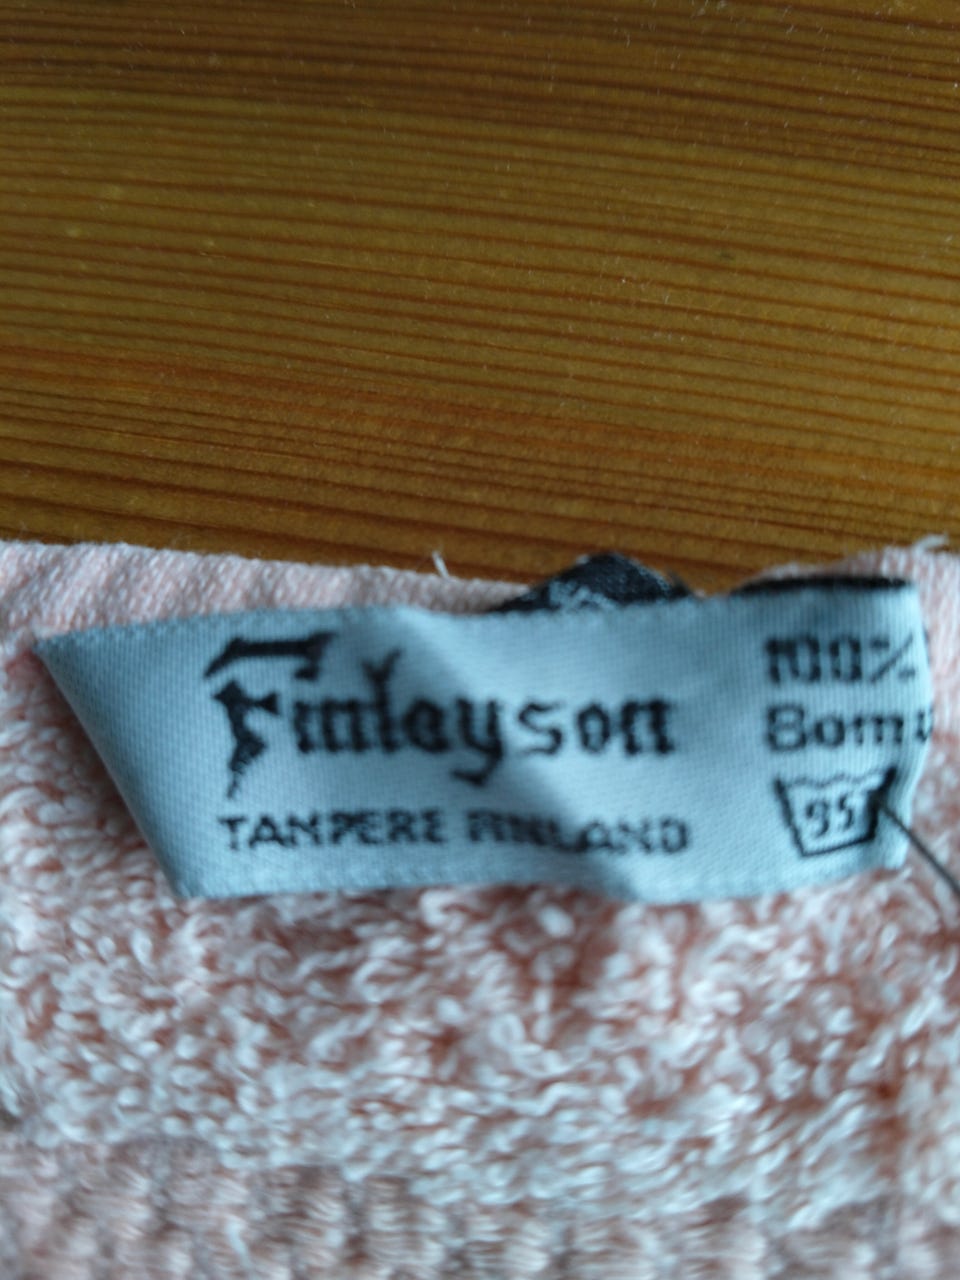 Finlayson
TAMPERE FINLAND
100%
95